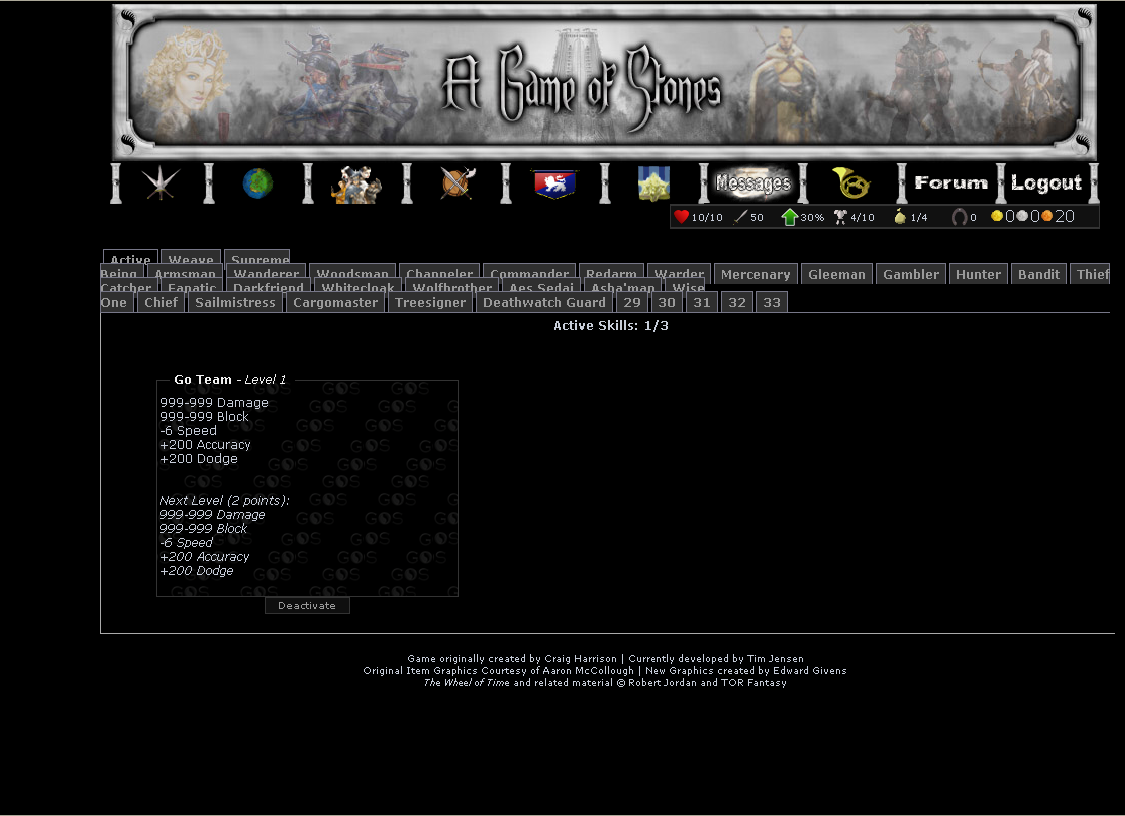 A Game of Stones
Messages Forum Logout
10/10 50 30% 4/10 1/4 0 0 0 20
Active Weave Supreme
Being Armsman Wanderer Woodsman Channeler Commander Redarm Warder Mercenary Gleeman Gambler Hunter Bandit Thief
Catcher Fanatic Darkfriend Whitecloak Wolfbrother Aes Sedai Asha'man Wise
One Chief Sailmistress Cargomaster Treesigner Deathwatch Guard 29 30 31 32 33
Active Skills: 1/3
Go Team - Level 1
999-999 Damage
999-999 Block
-6 Speed
+200 Accuracy
+200 Dodge
Next Level (2 points):
999-999 Damage
999-999 Block
-6 Speed
+200 Accuracy
+200 Dodge
Deactivate
Game originally created by Craig Harrison | Currently developed by Tim Jensen
Original Item Graphics Courtesy of Aaron McCollough | New Graphics created by Edward Givens
The Wheel of Time and related material © Robert Jordan and TOR Fantasy